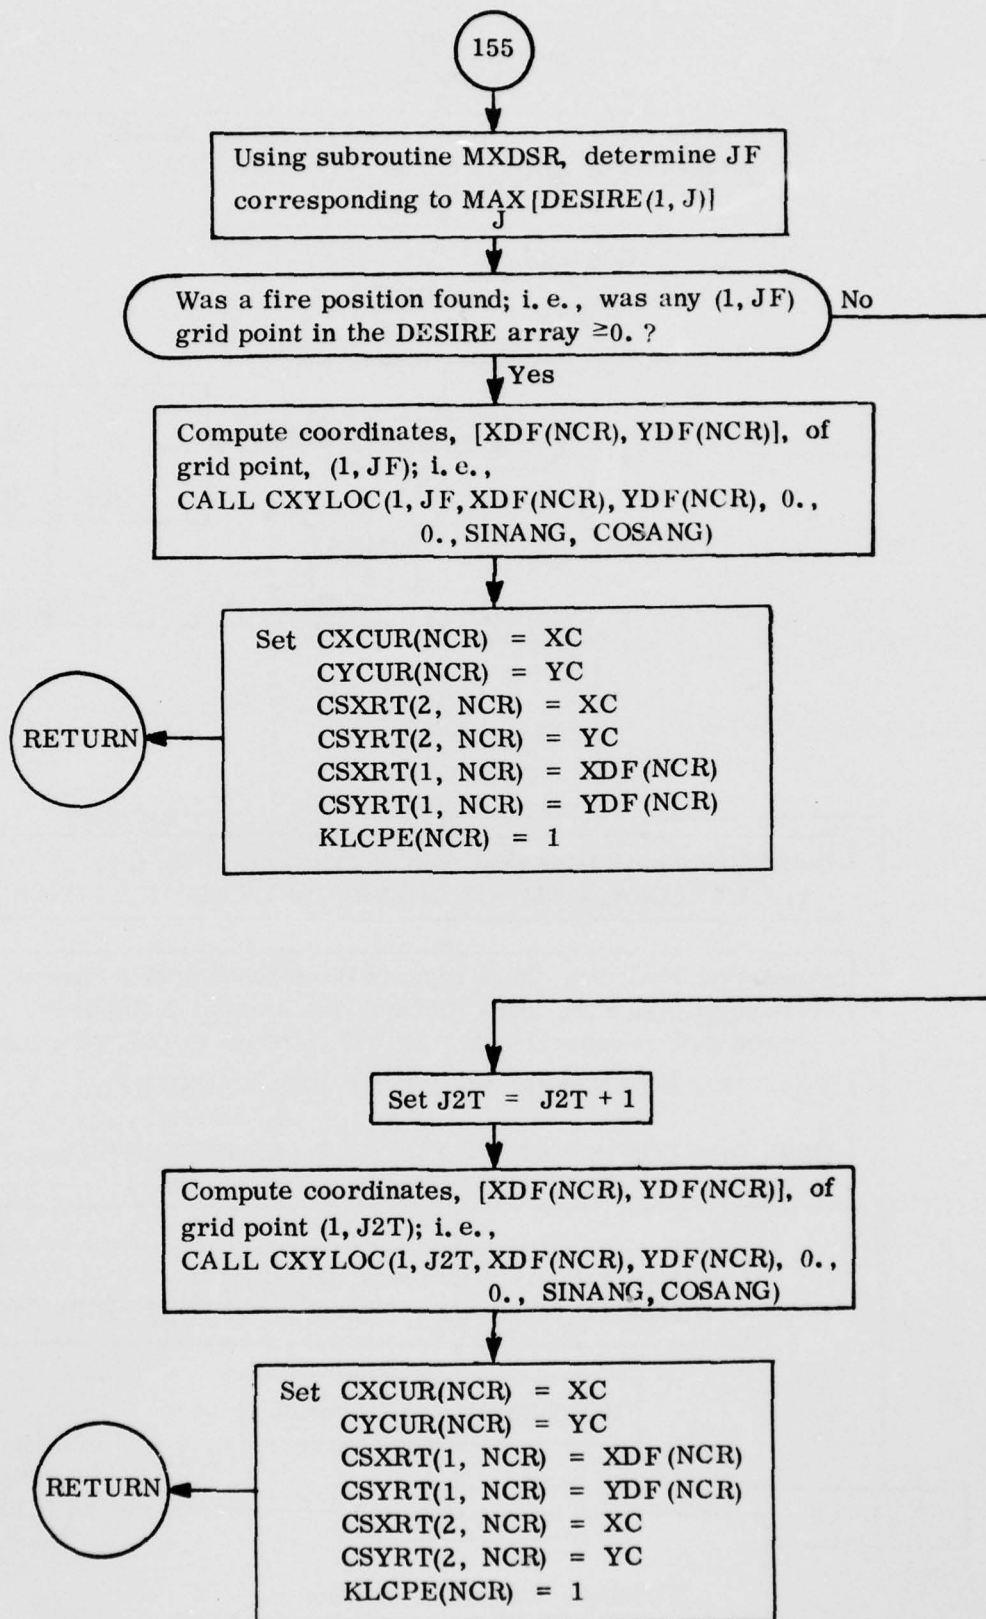 155
Using subroutine MXDSR, determine JF
corresponding to MAX [DESIRE(1, J)]
J
Was a fire position found; i. e., was any (1, JF)
grid point in the DESIRE array ≥0. ?
No
Yes
Compute coordinates, [XDF(NCR), YDF(NCR)], of
grid point, (1, JF); i. e.,
CALL CXYLOC(1, JF, XDF(NCR), YDF(NCR), 0.,
0., SINANG, COSANG)
Set CXCUR(NCR) = XC
CYCUR(NCR) = YC
CSXRT(2, NCR) = XC
CSYRT(2, NCR) = YC
CSXRT(1, NCR) = XDF(NCR)
CSYRT(1, NCR) = YDF(NCR)
KLCPE(NCR) = 1
RETURN
Set J2T = J2T + 1
Compute coordinates, [XDF(NCR), YDF(NCR)], of
grid point (1, J2T); i. e.,
CALL CXYLOC(1, J2T, XDF(NCR), YDF(NCR), 0.,
0., SINANG, COSANG)
Set CXCUR(NCR) = XC
CYCUR(NCR) = YC
CSXRT(1, NCR) = XDF(NCR)
CSYRT(1, NCR) = YDF(NCR)
CSXRT(2, NCR) = XC
CSYRT(2, NCR) = YC
KLCPE(NCR) = 1
RETURN